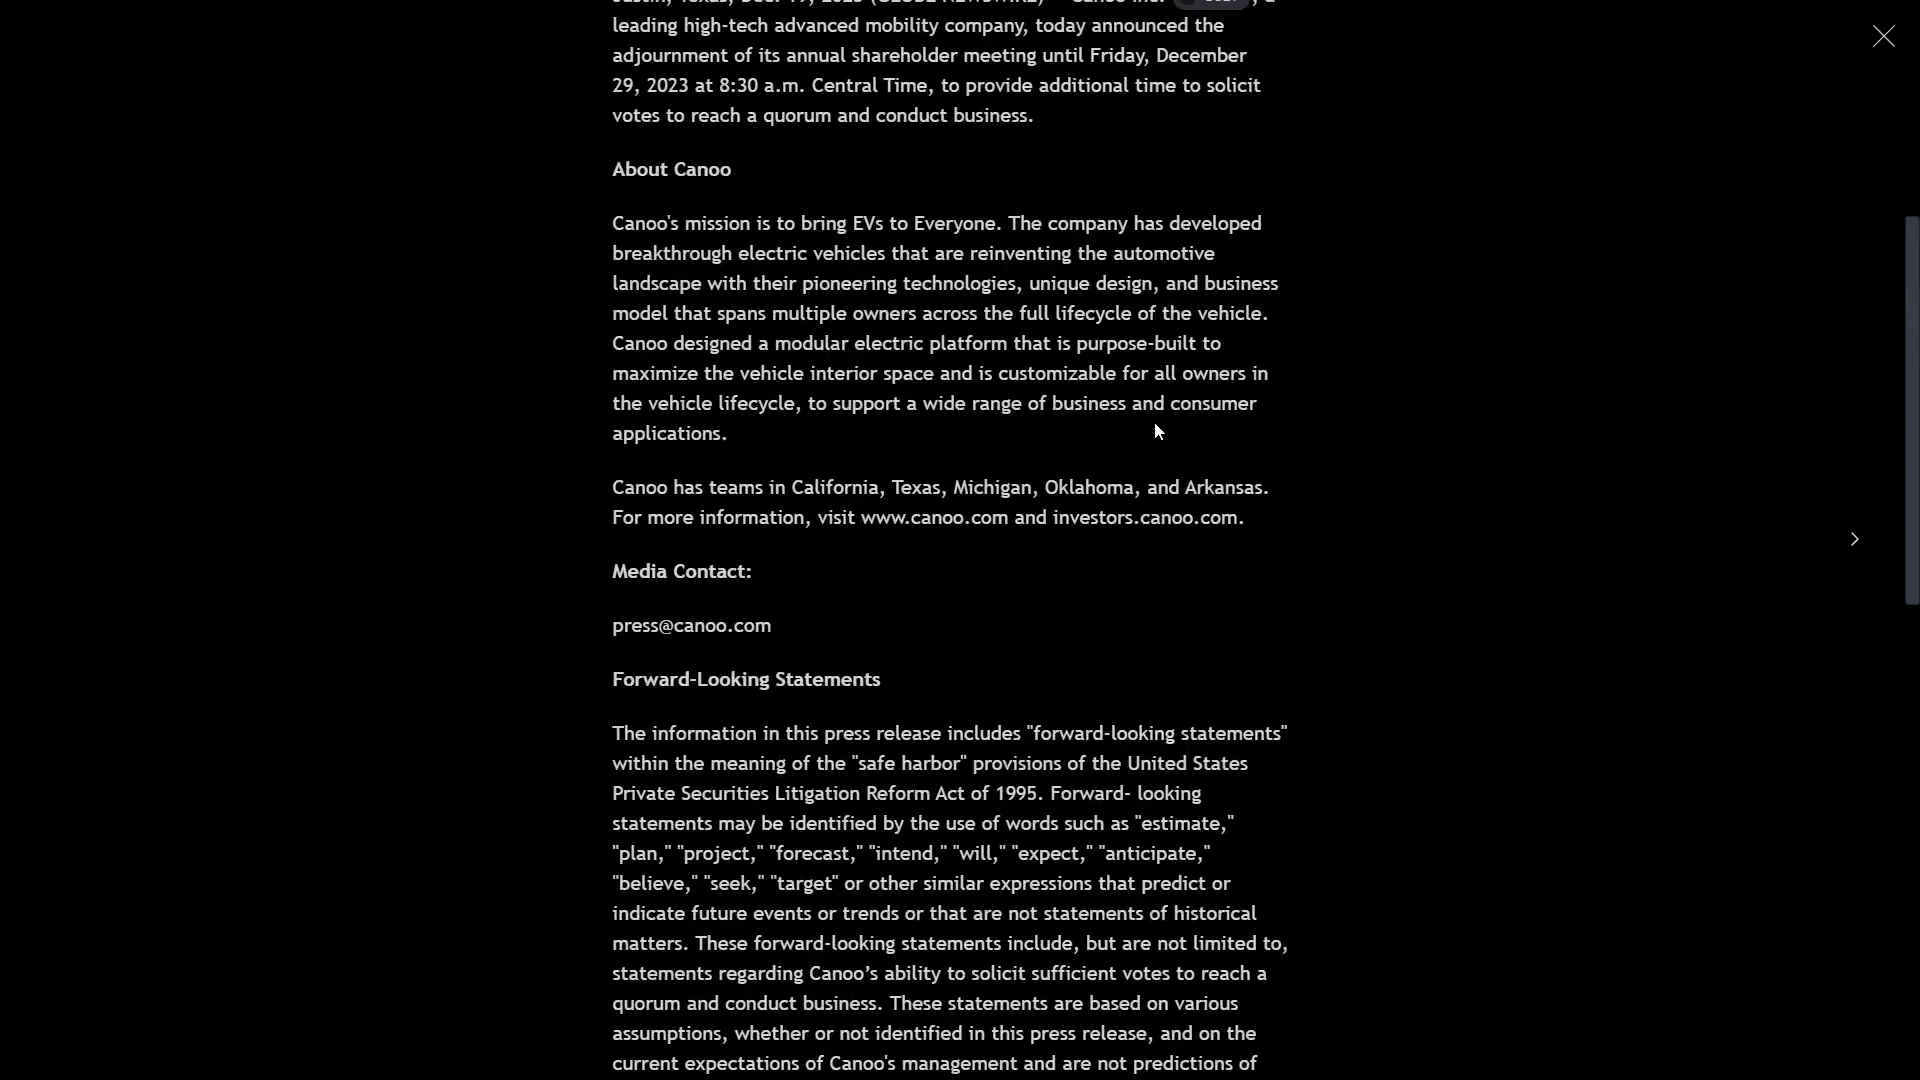 leading high-tech advanced mobility company, today announced the
adjournment of its annual shareholder meeting until Friday, December
29, 2023 at 8:30 a.m. Central Time, to provide additional time to solicit
votes to reach a quorum and conduct business.
About Canoo
Canoo's mission is to bring EVs to Everyone. The company has developed
breakthrough electric vehicles that are reinventing the automotive
landscape with their pioneering technologies, unique design, and business
model that spans multiple owners across the full lifecycle of the vehicle.
Canoo designed a modular electric platform that is purpose-built to
maximize the vehicle interior space and is customizable for all owners in
the vehicle lifecycle, to support a wide range of business and consumer
applications.
Canoo has teams in California, Texas, Michigan, Oklahoma, and Arkansas.
For more information, visit www.canoo.com and investors.canoo.com.
Media Contact:
press@canoo.com
Forward-Looking Statements
The information in this press release includes "forward-looking statements"
within the meaning of the "safe harbor" provisions of the United States
Private Securities Litigation Reform Act of 1995. Forward- looking
statements may be identified by the use of words such as "estimate,"
"plan," "project," "forecast," "intend," "will," "expect," "anticipate,"
"believe," "seek," "target" or other similar expressions that predict or
indicate future events or trends or that are not statements of historical
matters. These forward-looking statements include, but are not limited to,
statements regarding Canoo’s ability to solicit sufficient votes to reach a
quorum and conduct business. These statements are based on various
assumptions, whether or not identified in this press release, and on the
current expectations of Canoo's management and are not predictions of